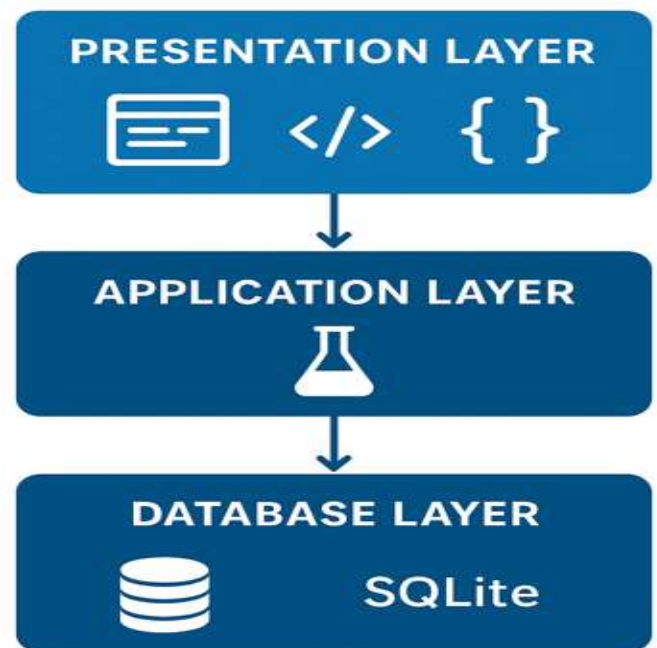 PRESENTATION LAYER
</> { }
APPLICATION LAYER
DATABASE LAYER
SQLite